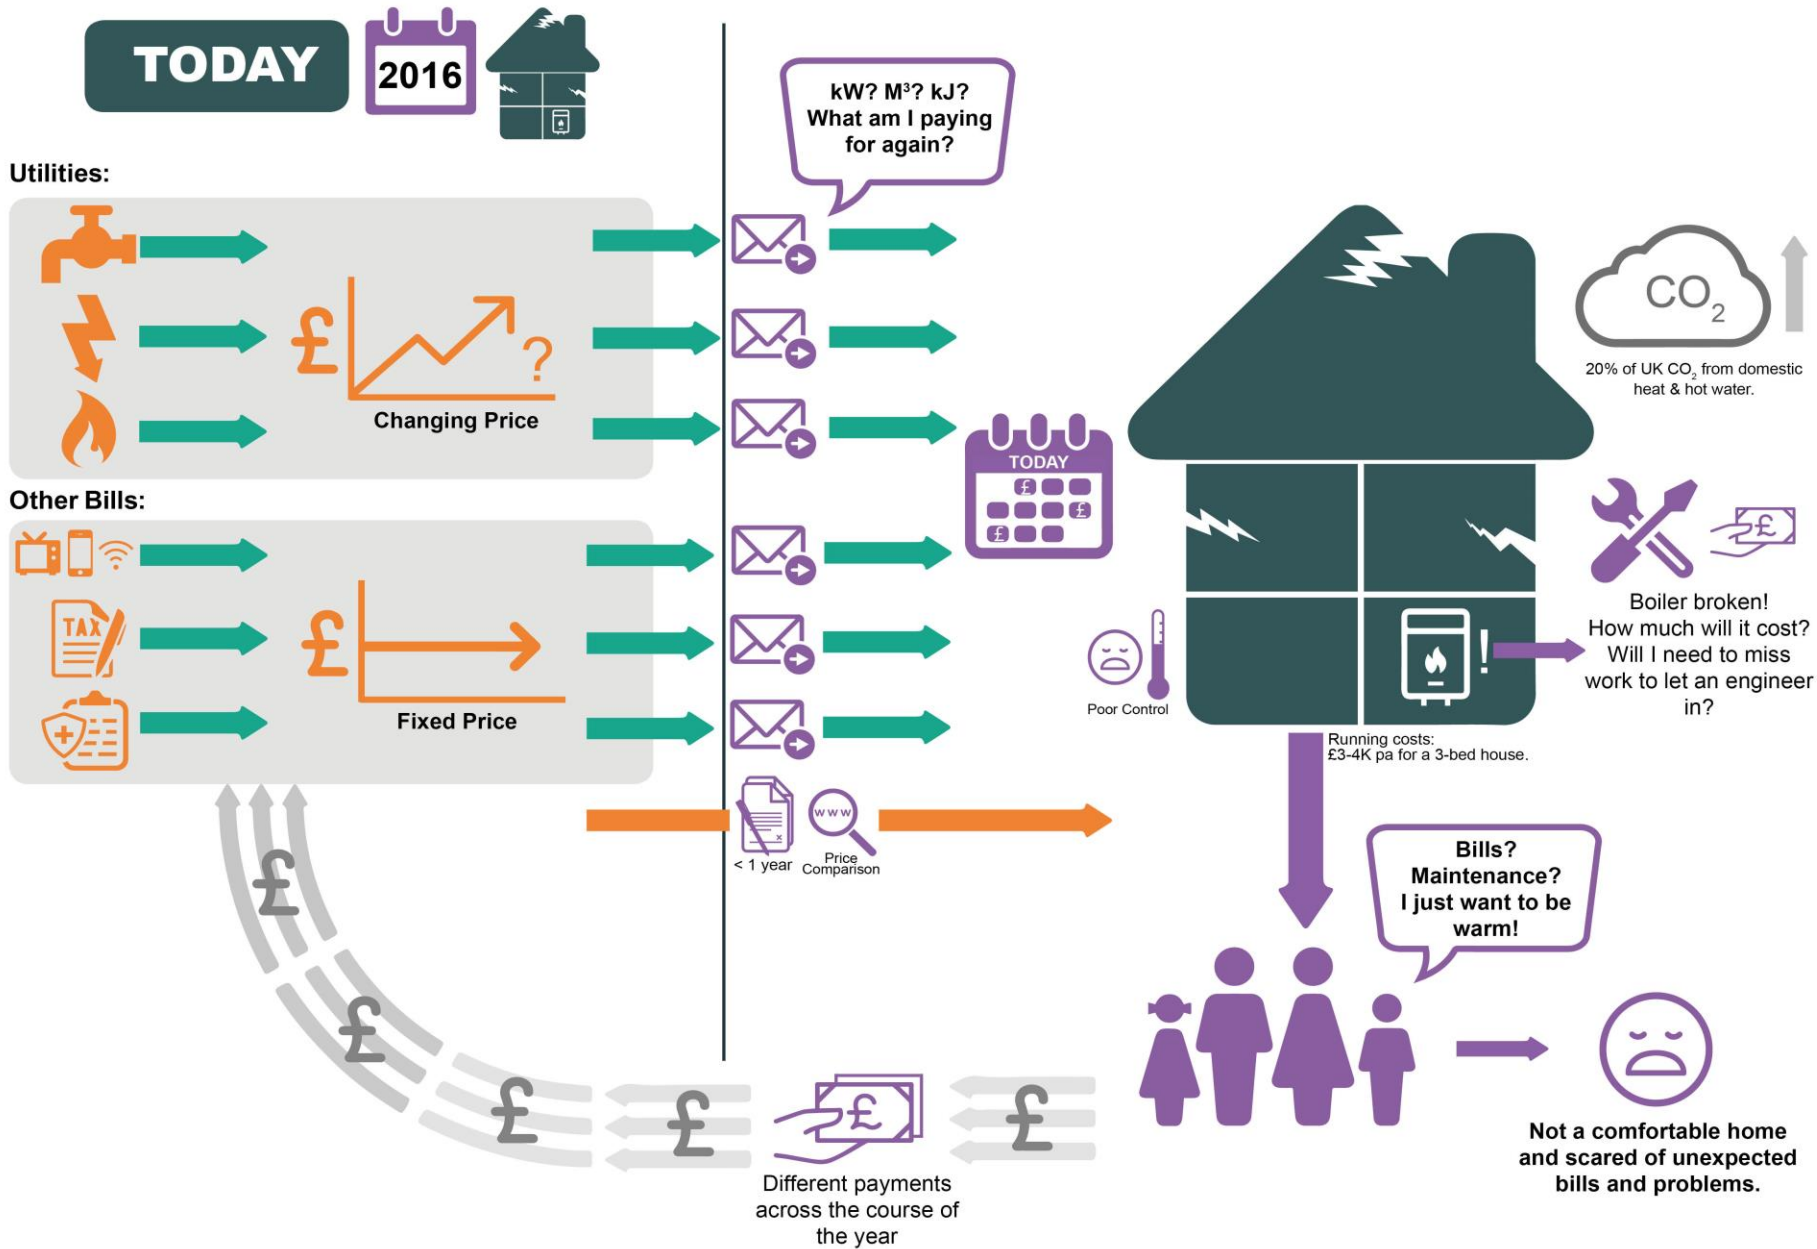 TODAY
2016
Utilities:
£
?
Changing Price
Other Bills:
TAX
£
Fixed Price
kW? M³? kJ?
What am I paying
for again?
TODAY
£
£
£
< 1 year
www
Price
Comparison
CO₂
20% of UK CO₂ from domestic
heat & hot water.
£
Boiler broken!
How much will it cost?
Will I need to miss
work to let an engineer
in?
!
Poor Control
Running costs:
£3-4K pa for a 3-bed house.
Bills?
Maintenance?
I just want to be
warm!
Not a comfortable home
and scared of unexpected
bills and problems.
£
£
£
£
£
£
Different payments
across the course of
the year